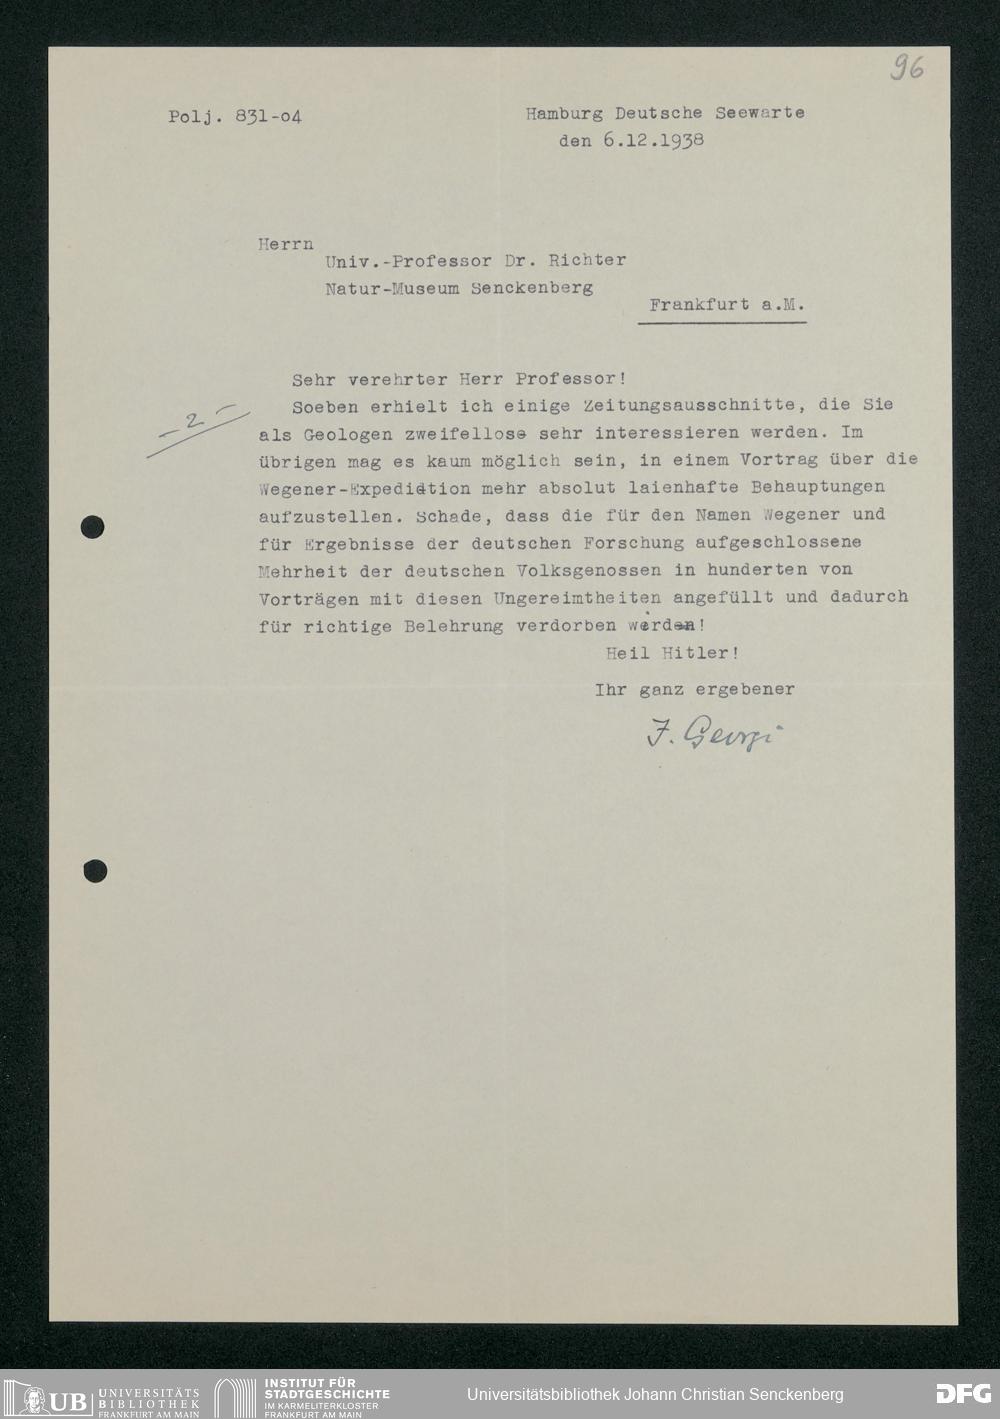 96
Polj. 831-o4
Hamburg Deutsche Seewarte
den 6.12.1938
Herrn
Univ.-Professor Dr. Richter
Natur-Museum Senckenberg
Frankfurt a.M.
Sehr verehrter Herr Professor!
Soeben erhielt ich einige Zeitungsausschnitte, die Sie
- 2 -
als Geologen zweifellose sehr interessieren werden. Im
übrigen mag es kaum möglich sein, in einem Vortrag über die
Wegener-Expedidtion mehr absolut laienhafte Behauptungen
aufzustellen. Schade, dass die für den Namen Wegener und
für Ergebnisse der deutschen Forschung aufgeschlossene
Mehrheit der deutschen Volksgenossen in hunderten von
Vorträgen mit diesen Ungereimtheiten angefüllt und dadurch
für richtige Belehrung verdorben wird!
Heil Hitler!
Ihr ganz ergebener
J. Georgi
UB UNIVERSITÄTS
BIBLIOTHEK
FRANKFURT AM MAIN
INSTITUT FÜR
STADTGESCHICHTE
IM KARMELITERKLOSTER
FRANKFURT AM MAIN
Universitätsbibliothek Johann Christian Senckenberg
DFG